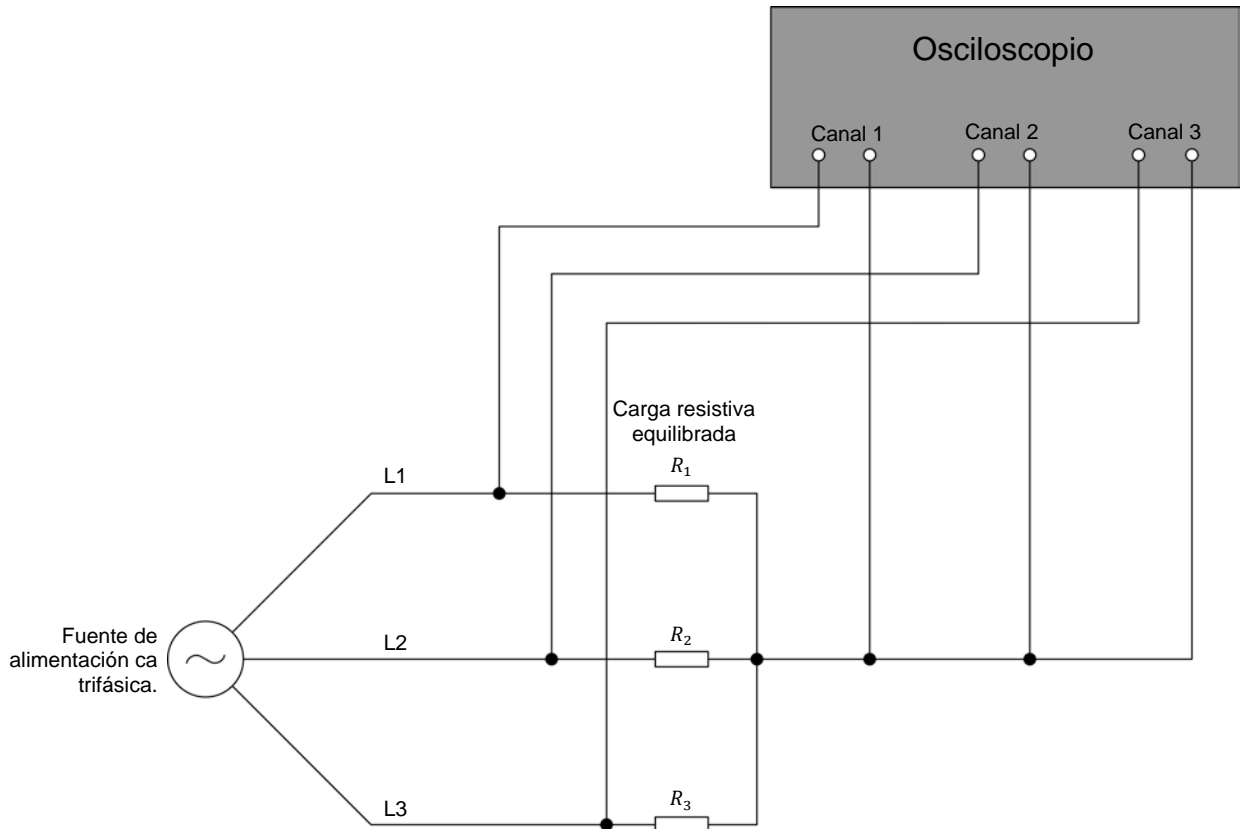 Osciloscopio
Canal 1
Canal 2
Canal 3
Carga resistiva
equilibrada
L1
R1
Fuente de
alimentación ca
trifásica.
L2
R2
L3
R3